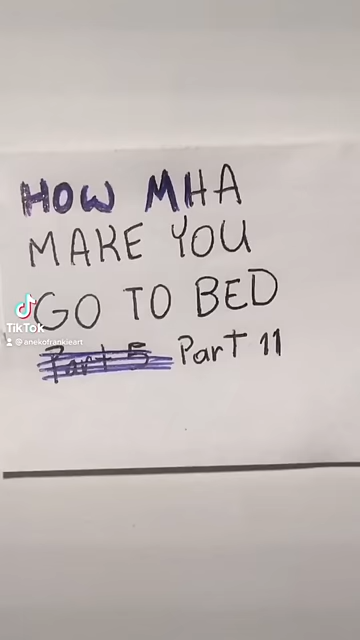 HOW MHA
MAKE YOU
GO TO BED
Part 5 Part 11
TikTok
@anekofrankieart